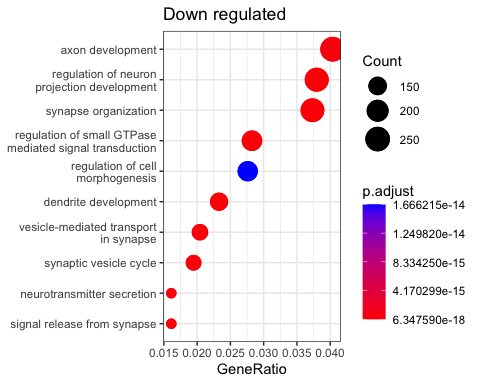 Down regulated
axon development
regulation of neuron
projection development
synapse organization
regulation of small GTPase
mediated signal transduction
regulation of cell
morphogenesis
dendrite development
vesicle-mediated transport
in synapse
synaptic vesicle cycle
neurotransmitter secretion
signal release from synapse
0.015 0.020 0.025 0.030 0.035 0.040
GeneRatio
Count
150
200
250
p.adjust
1.666215e-14
1.249820e-14
8.334250e-15
4.170299e-15
6.347590e-18